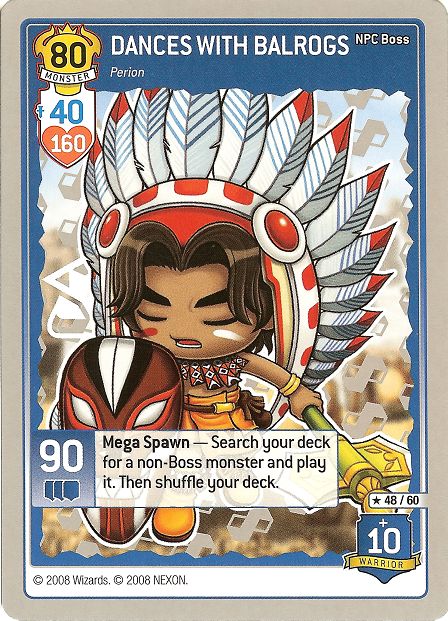 80
MONSTER
DANCES WITH BALROGS
NPC Boss
Perion
40
160
90
Mega Spawn — Search your deck
for a non-Boss monster and play
it. Then shuffle your deck.
★ 48 / 60
+
10
WARRIOR
© 2008 Wizards. © 2008 NEXON.